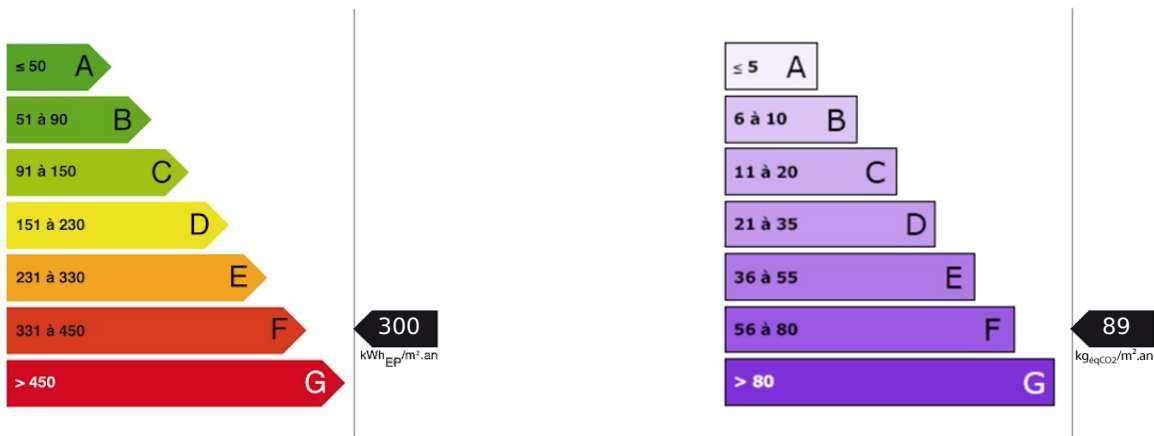 ≤ 50 A
51 à 90 B
91 à 150 C
151 à 230 D
231 à 330 E
331 à 450 F
> 450 G
300
kWhEP/m².an
≤ 5 A
6 à 10 B
11 à 20 C
21 à 35 D
36 à 55 E
56 à 80 F
> 80 G
89
kgéqCO2/m².an